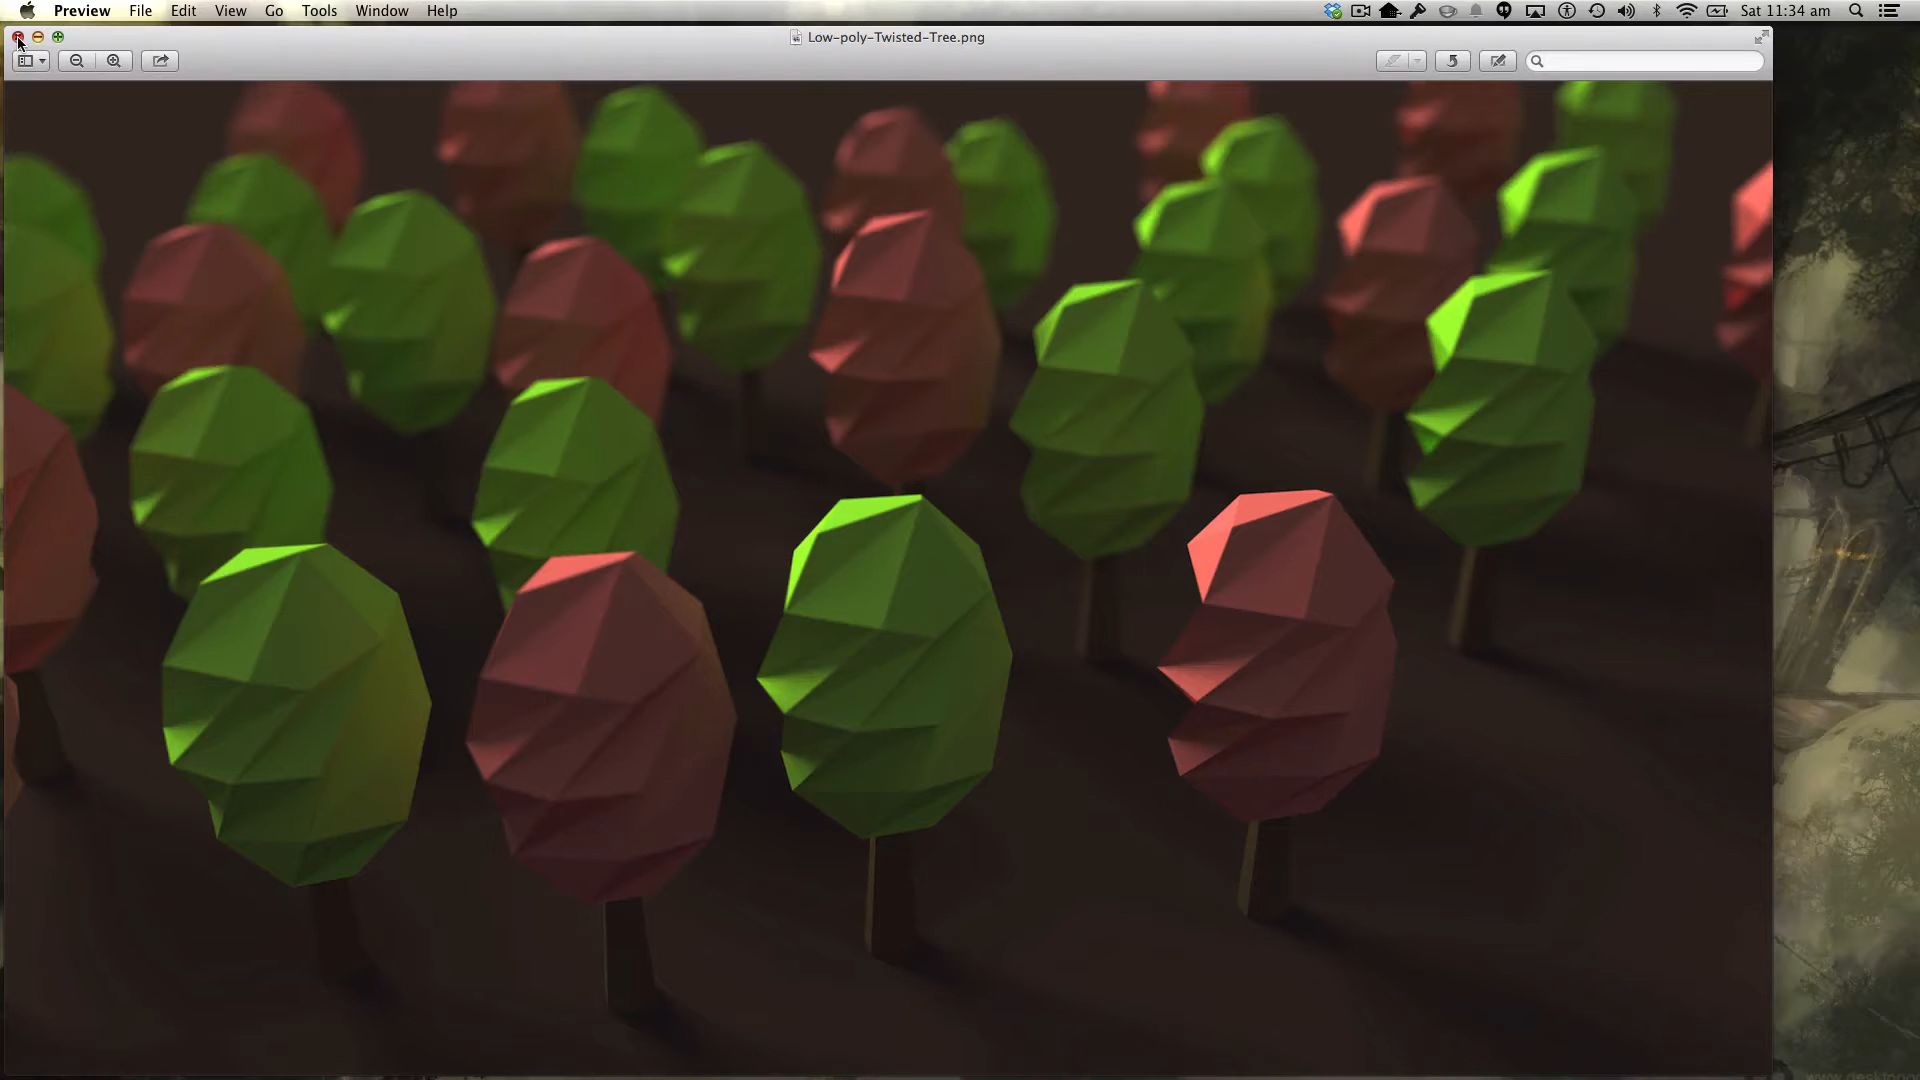 Preview File Edit View Go Tools Window Help Sat 11:34 am
Low-poly-Twisted-Tree.png